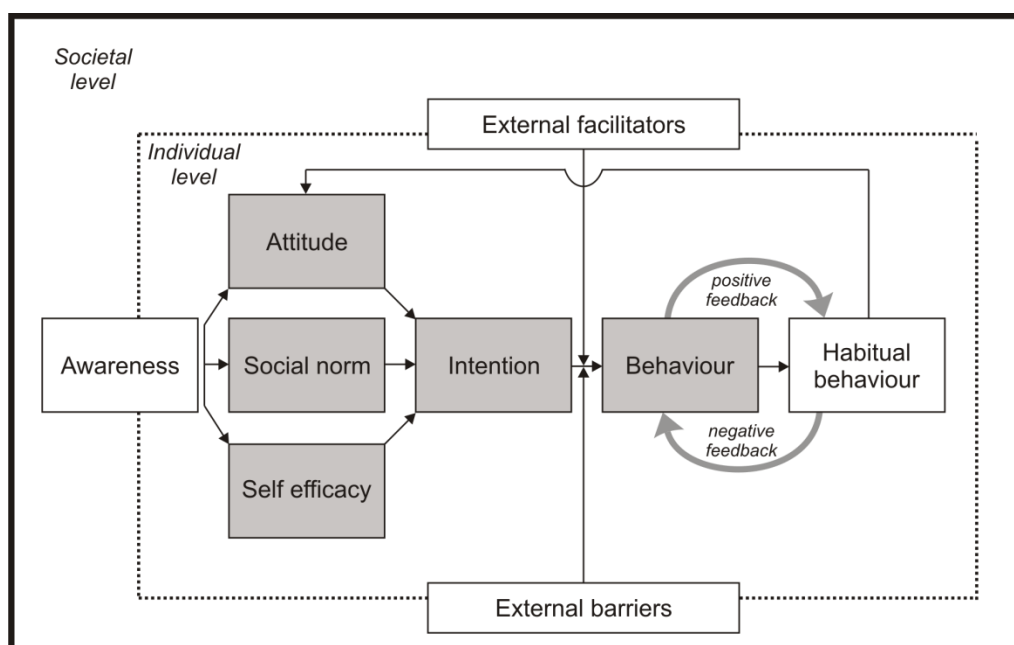 Societal
level
External facilitators
Individual
level
Attitude
positive
feedback
Awareness
Social norm
Intention
Behaviour
Habitual
behaviour
negative
feedback
Self efficacy
External barriers